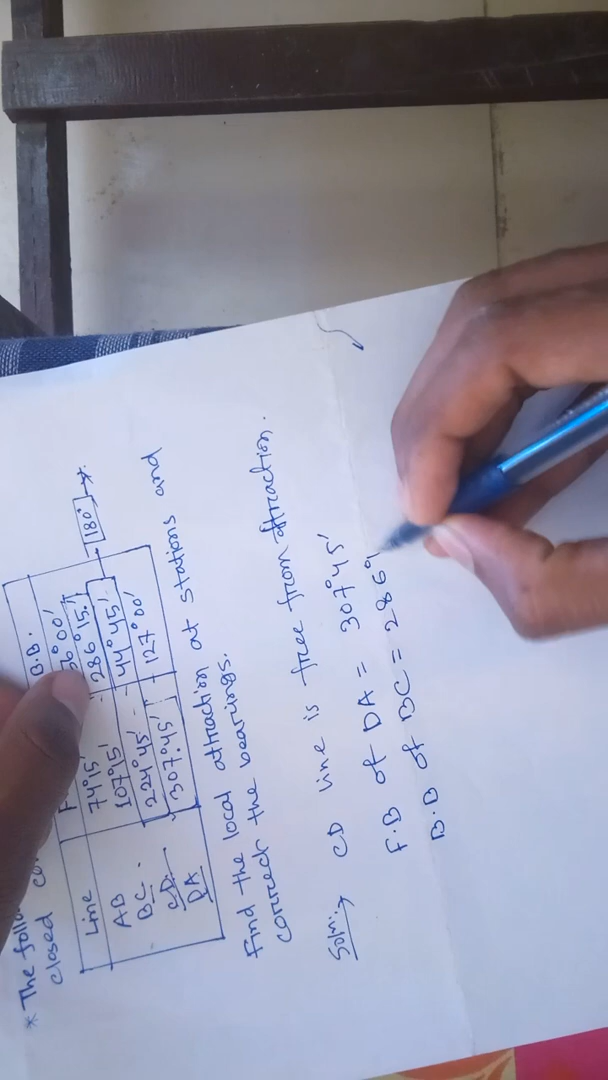 * The
closed
Line B.B.
AB 74°15' 56°00'
BC 107°15' 286°15'
CD 224°45' 44°45' 180°
DA 307°45' 127°00'
Find the local attraction at stations and
correct the bearings.
Soln:→ CD line is free from attraction.
F.B of DA = 307°45'
B.B of BC = 286°1